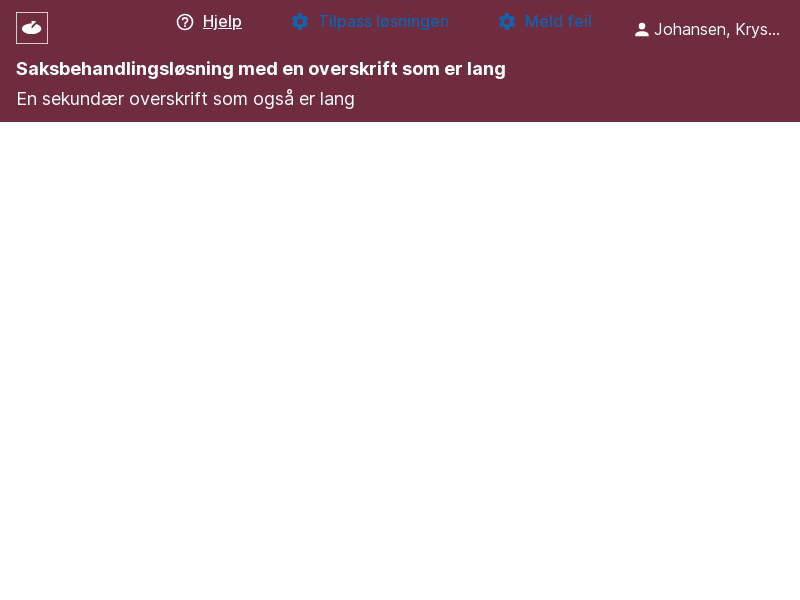 Hjelp Tilpass løsningen Meld feil Johansen, Krys...
Saksbehandlingsløsning med en overskrift som er lang
En sekundær overskrift som også er lang